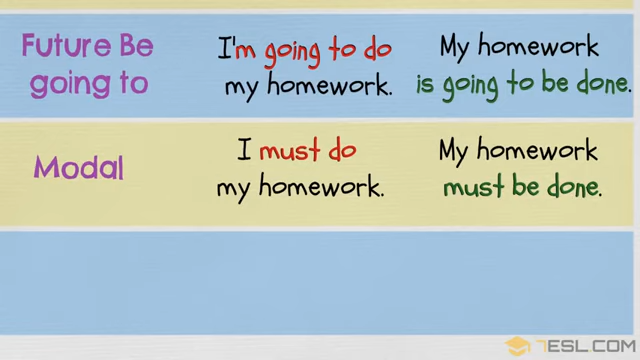 Future Be
going to
I'm going to do
my homework.
My homework
is going to be done.
Modal
I must do
my homework.
My homework
must be done.
7ESL.COM